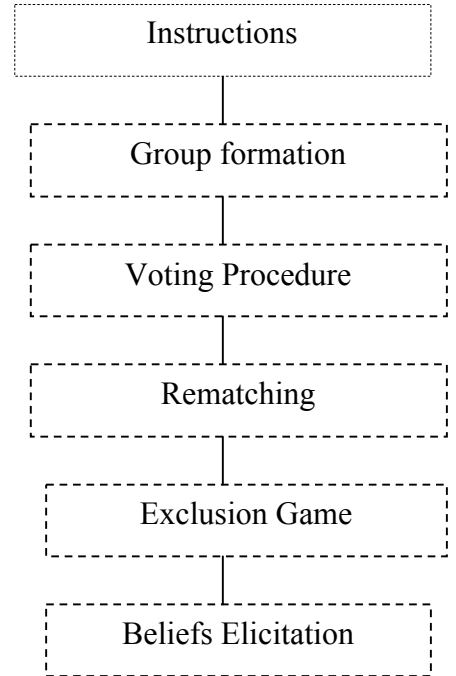 Instructions
Group formation
Voting Procedure
Rematching
Exclusion Game
Beliefs Elicitation